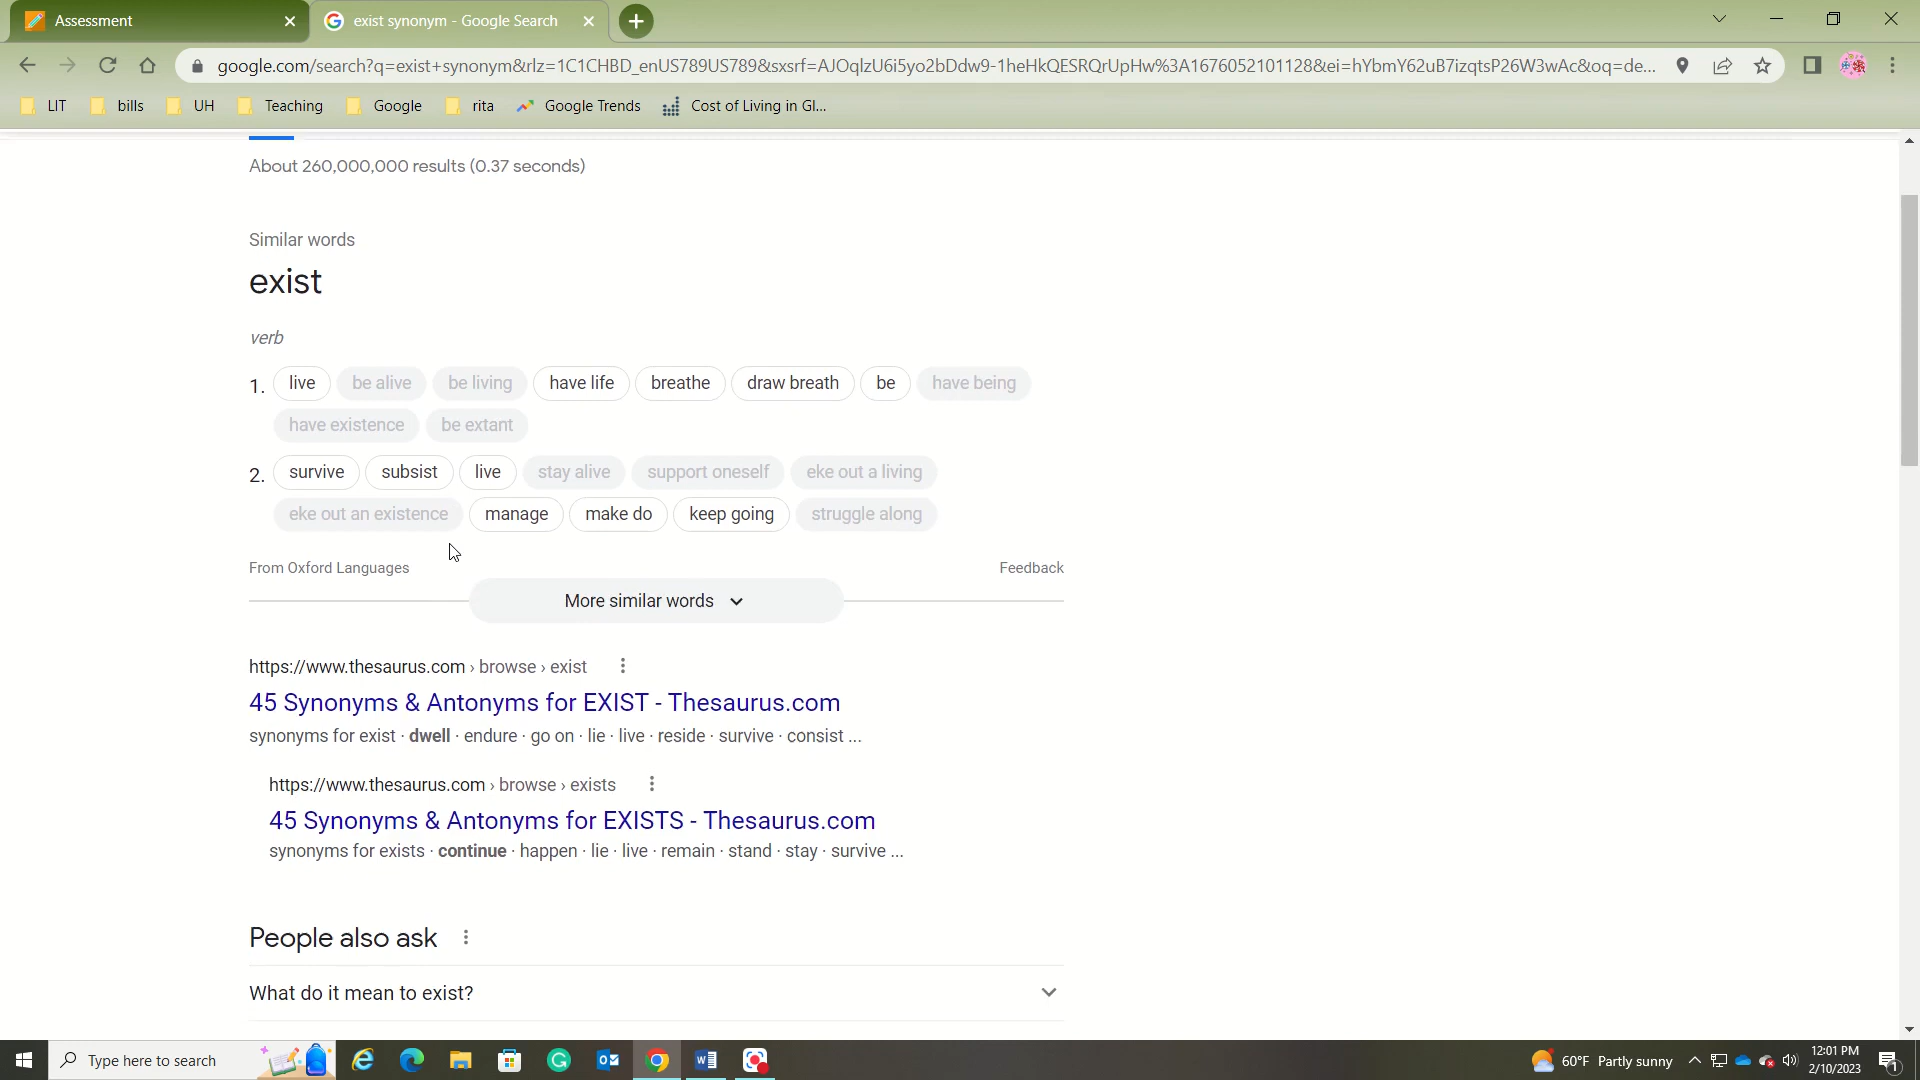 Assessment
exist synonym - Google Search
google.com/search?q=exist+synonym&rlz=1C1CHBD_enUS789US789&sxsrf=AJOqlzU6i5yo2bDdw9-1heHkQESRQrUpHw%3A1676052101128&ei=hYbmY62uB7izqtsP26W3wAc&oq=de...
LIT bills UH Teaching Google rita Google Trends Cost of Living in Gl...
About 260,000,000 results (0.37 seconds)
Similar words
exist
verb
1. live be alive be living have life breathe draw breath be have being
have existence be extant
2. survive subsist live stay alive support oneself eke out a living
eke out an existence manage make do keep going struggle along
From Oxford Languages Feedback
More similar words
https://www.thesaurus.com › browse › exist
45 Synonyms & Antonyms for EXIST - Thesaurus.com
synonyms for exist · dwell · endure · go on · lie · live · reside · survive · consist ...
https://www.thesaurus.com › browse › exists
45 Synonyms & Antonyms for EXISTS - Thesaurus.com
synonyms for exists · continue · happen · lie · live · remain · stand · stay · survive ...
People also ask
What do it mean to exist?
Type here to search
60°F Partly sunny
12:01 PM
2/10/2023
1